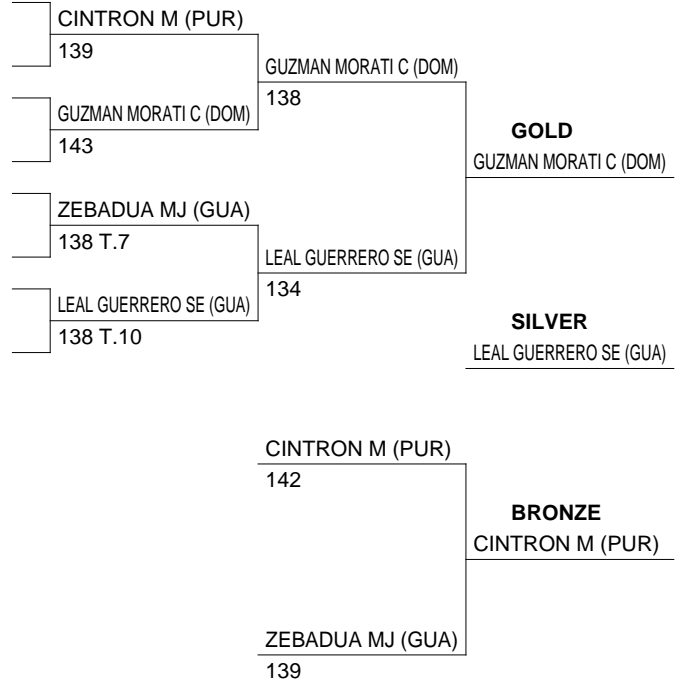 CINTRON M (PUR)
139
GUZMAN MORATI C (DOM)
138
GUZMAN MORATI C (DOM)
143
GOLD
GUZMAN MORATI C (DOM)
ZEBADUA MJ (GUA)
138 T.7
LEAL GUERRERO SE (GUA)
134
LEAL GUERRERO SE (GUA)
138 T.10
SILVER
LEAL GUERRERO SE (GUA)
CINTRON M (PUR)
142
BRONZE
CINTRON M (PUR)
ZEBADUA MJ (GUA)
139